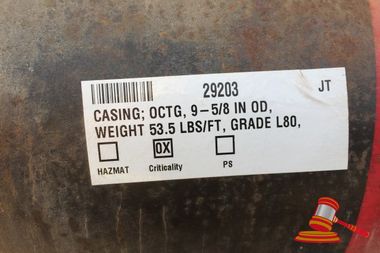 29203 JT
CASING; OCTG, 9-5/8 IN OD,
WEIGHT 53.5 LBS/FT, GRADE L80,
OX
HAZMAT Criticality PS